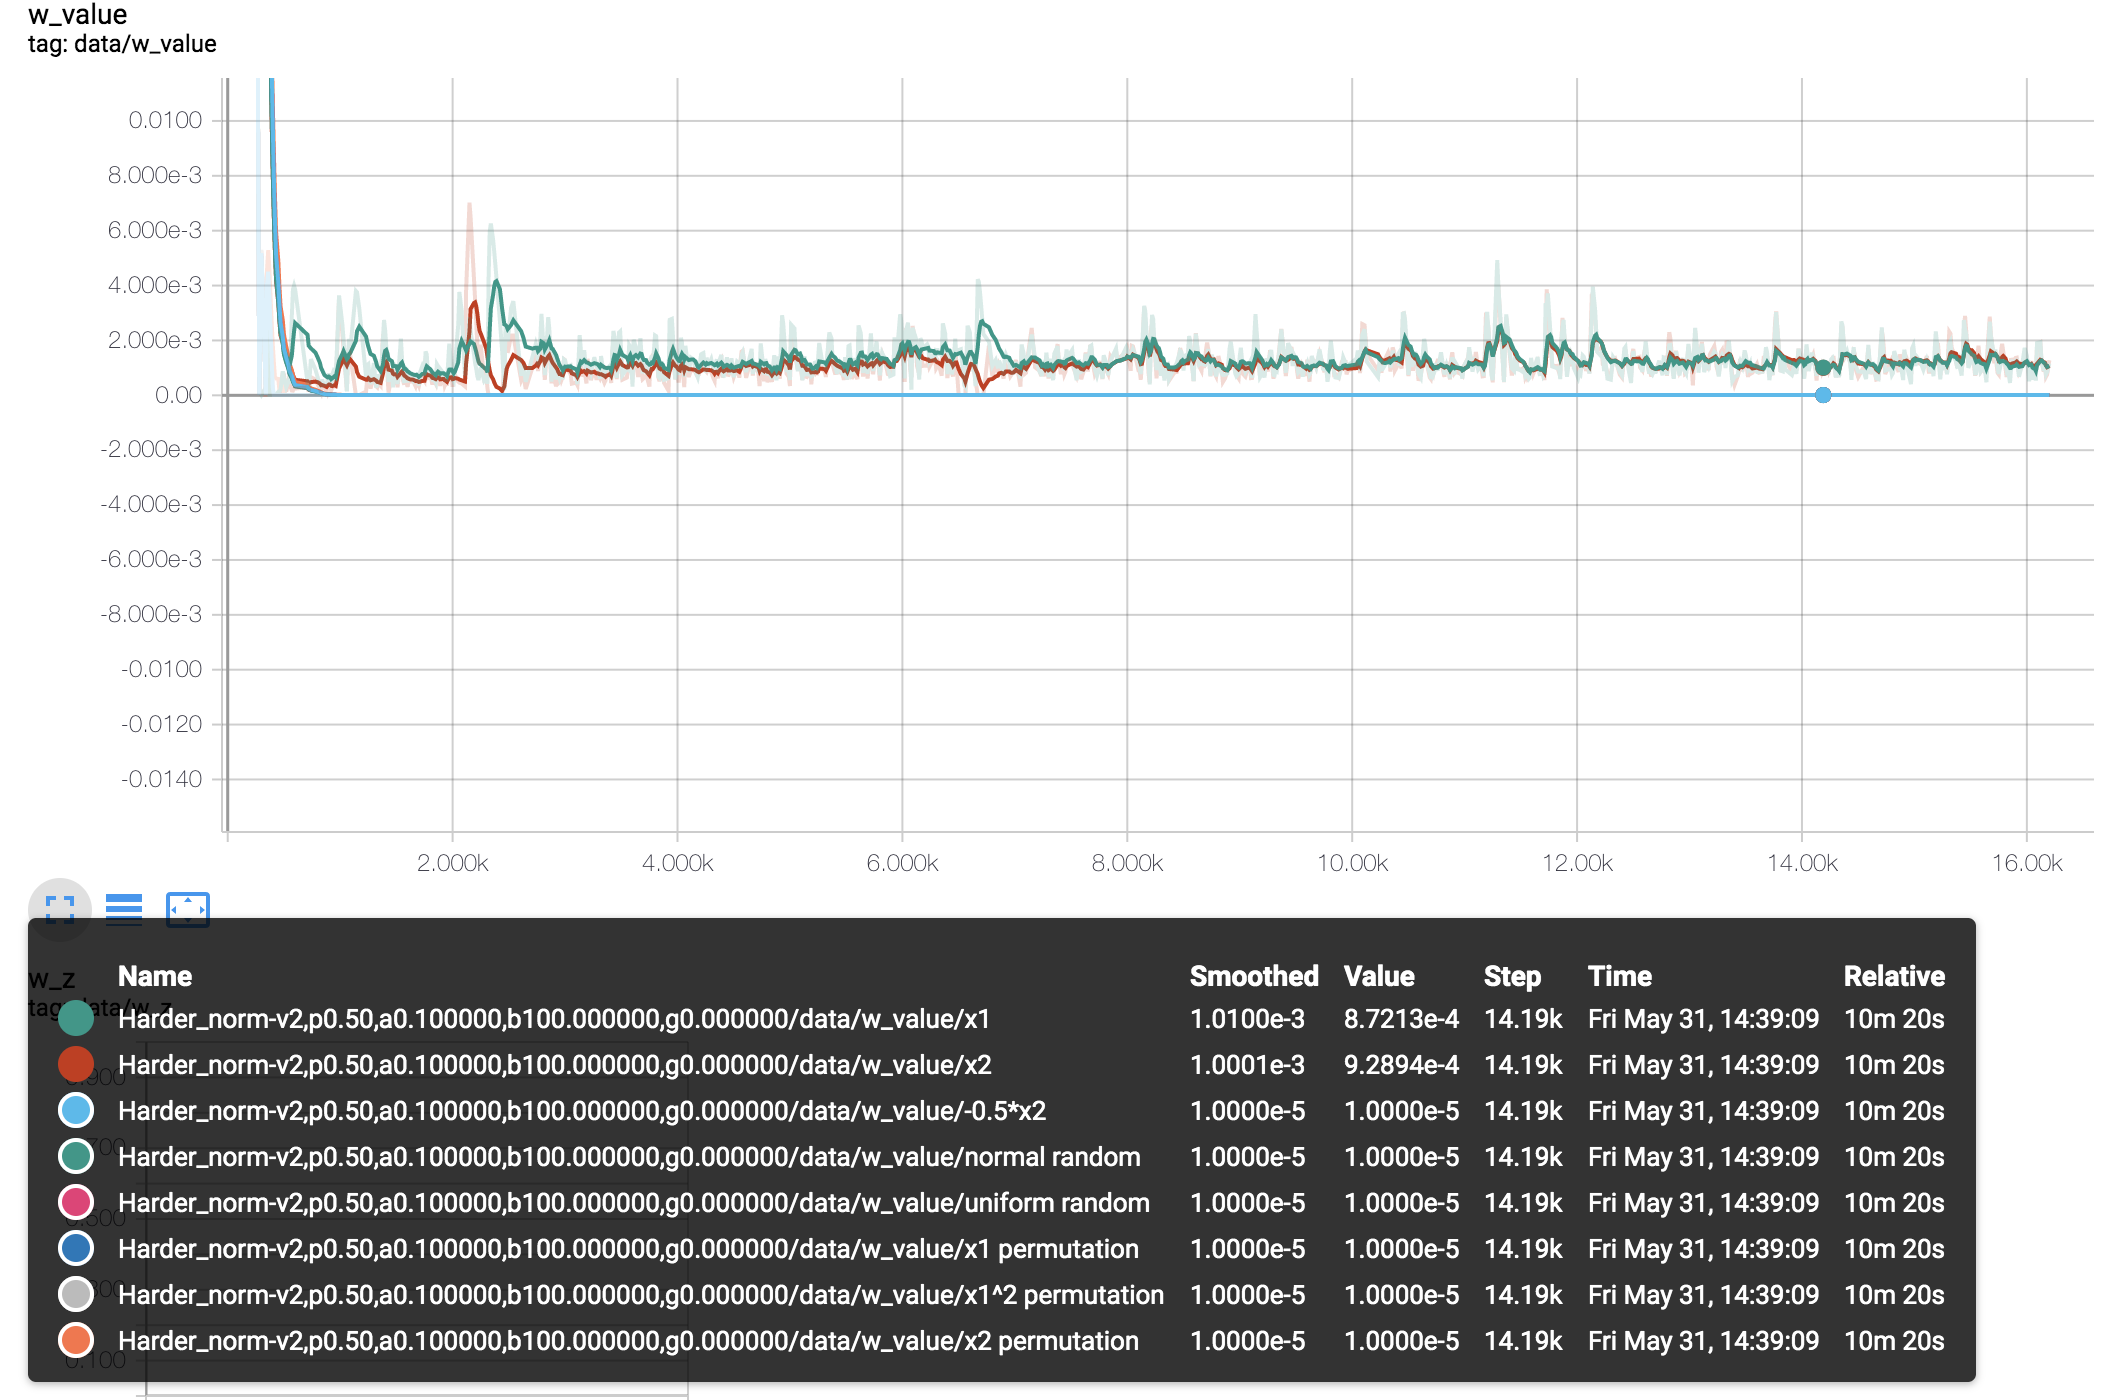 w_value
tag: data/w_value
0.0100
8.000e-3
6.000e-3
4.000e-3
2.000e-3
0.00
-2.000e-3
-4.000e-3
-6.000e-3
-8.000e-3
-0.0100
-0.0120
-0.0140
2.000k 4.000k 6.000k 8.000k 10.00k 12.00k 14.00k 16.00k
w_z
tag: data/w_z
Name Smoothed Value Step Time Relative
Harder_norm-v2,p0.50,a0.100000,b100.000000,g0.000000/data/w_value/x1 1.0100e-3 8.7213e-4 14.19k Fri May 31, 14:39:09 10m 20s
Harder_norm-v2,p0.50,a0.100000,b100.000000,g0.000000/data/w_value/x2 1.0001e-3 9.2894e-4 14.19k Fri May 31, 14:39:09 10m 20s
Harder_norm-v2,p0.50,a0.100000,b100.000000,g0.000000/data/w_value/-0.5*x2 1.0000e-5 1.0000e-5 14.19k Fri May 31, 14:39:09 10m 20s
Harder_norm-v2,p0.50,a0.100000,b100.000000,g0.000000/data/w_value/normal random 1.0000e-5 1.0000e-5 14.19k Fri May 31, 14:39:09 10m 20s
Harder_norm-v2,p0.50,a0.100000,b100.000000,g0.000000/data/w_value/uniform random 1.0000e-5 1.0000e-5 14.19k Fri May 31, 14:39:09 10m 20s
Harder_norm-v2,p0.50,a0.100000,b100.000000,g0.000000/data/w_value/x1 permutation 1.0000e-5 1.0000e-5 14.19k Fri May 31, 14:39:09 10m 20s
Harder_norm-v2,p0.50,a0.100000,b100.000000,g0.000000/data/w_value/x1^2 permutation 1.0000e-5 1.0000e-5 14.19k Fri May 31, 14:39:09 10m 20s
Harder_norm-v2,p0.50,a0.100000,b100.000000,g0.000000/data/w_value/x2 permutation 1.0000e-5 1.0000e-5 14.19k Fri May 31, 14:39:09 10m 20s
0.100